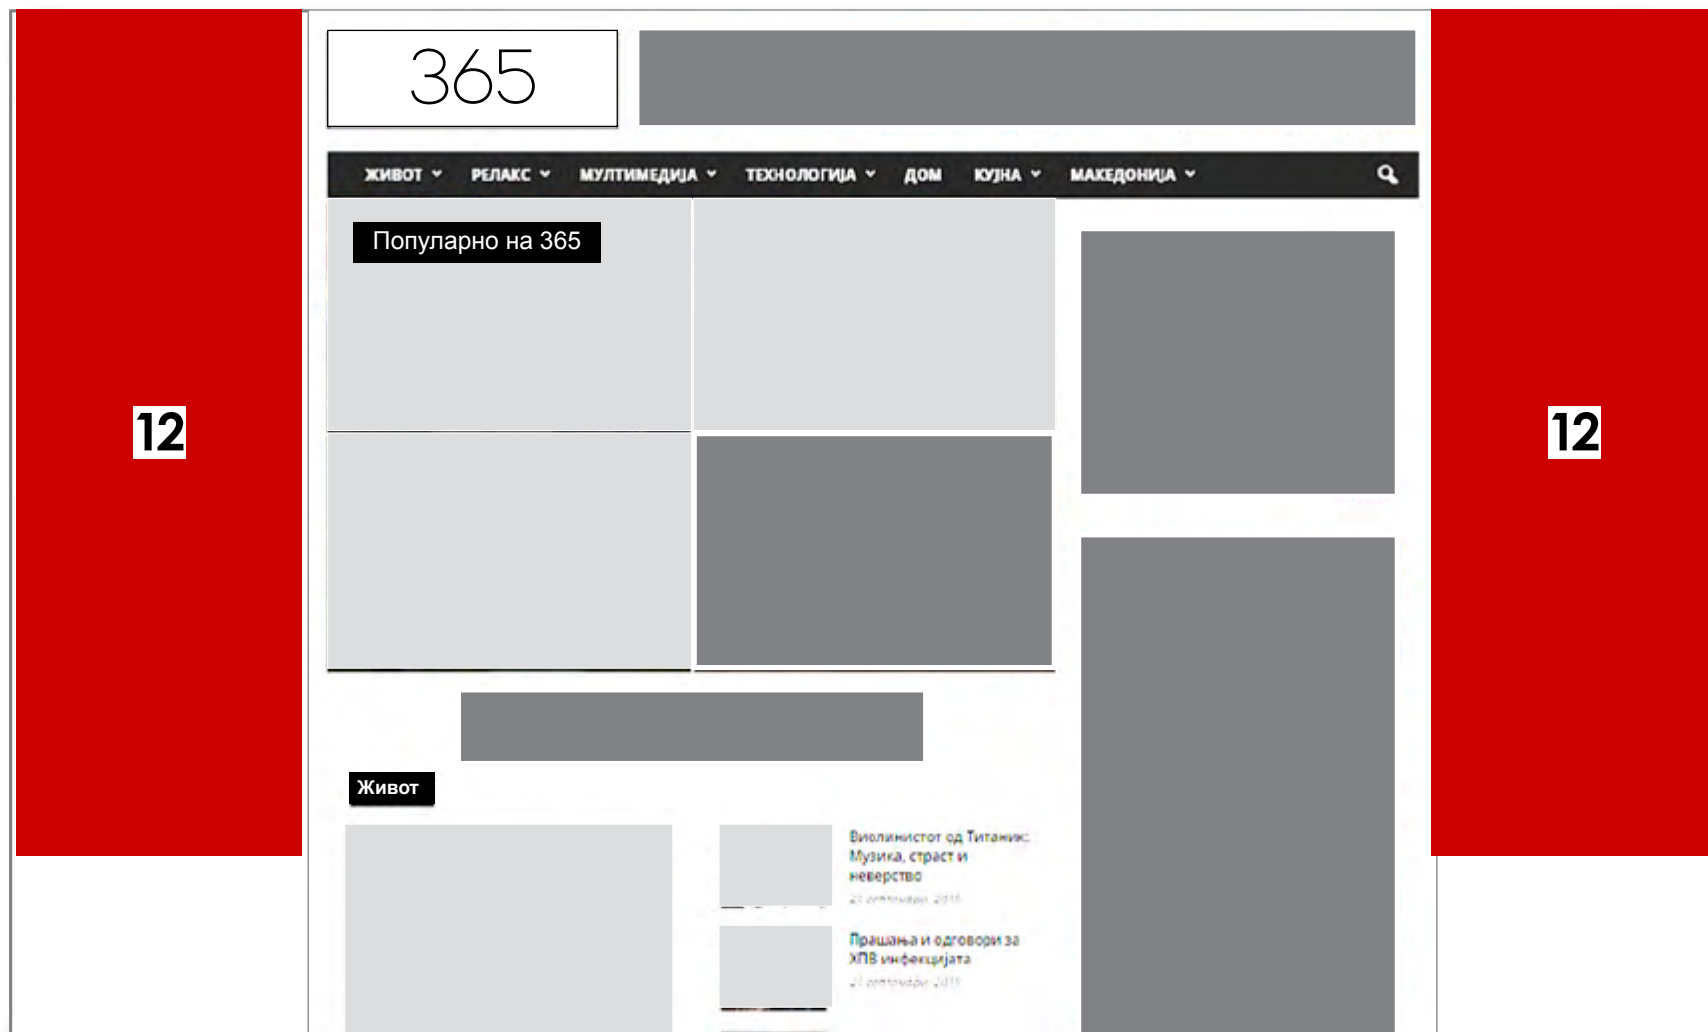 365
ЖИВОТ РЕЛАКС МУЛТИМЕДИЈА ТЕХНОЛОГИЈА ДОМ КУЈНА МАКЕДОНИЈА
Популарно на 365
12
12
Живот
Виолинистот од Титаник:
Музика, страст и
неверство
Прашања и одговори за
ХПВ инфекцијата